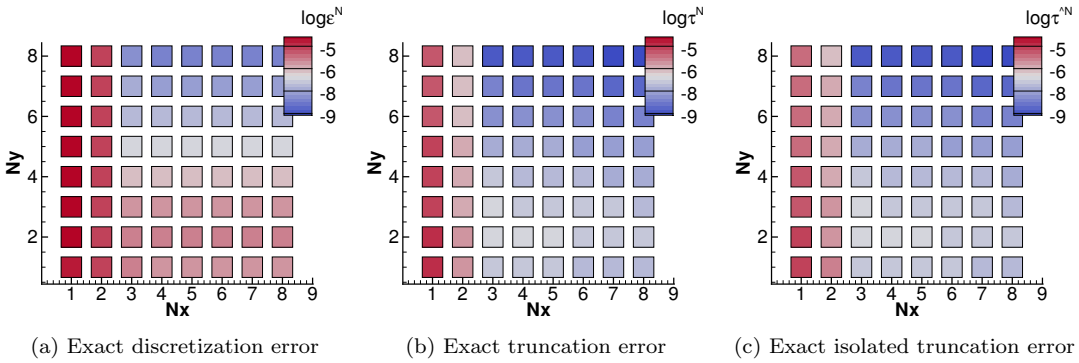 logε^N
8
6
4
2
Ny
-5
-6
-8
-9
1 2 3 4 5 6 7 8 9
Nx
(a) Exact discretization error
logτ^N
8
6
4
2
Ny
-5
-6
-8
-9
1 2 3 4 5 6 7 8 9
Nx
(b) Exact truncation error
logτ^^N
8
6
4
2
Ny
-5
-6
-8
-9
1 2 3 4 5 6 7 8 9
Nx
(c) Exact isolated truncation error